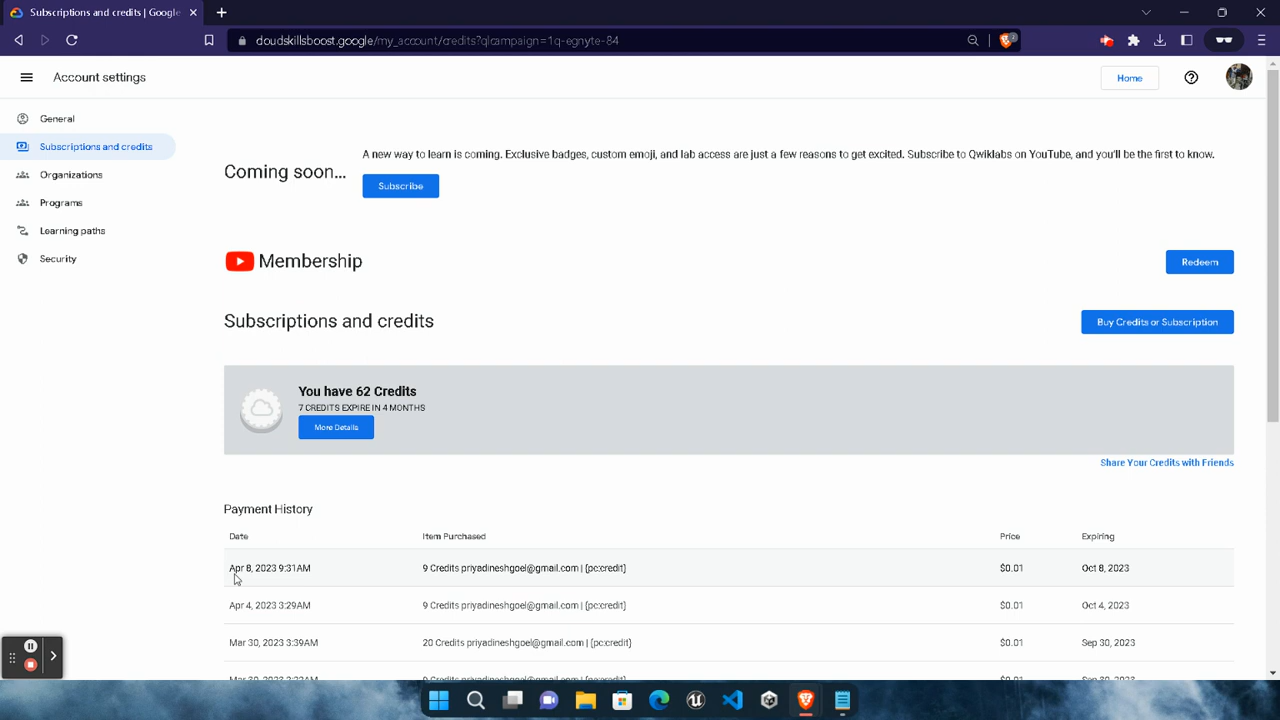 Subscriptions and credits | Google
cloudskillsboost.google/my_account/credits?qlcampaign=1q-egnyte-84
Account settings
Home
General
Subscriptions and credits
Organizations
Programs
Learning paths
Security
Coming soon...
A new way to learn is coming. Exclusive badges, custom emoji, and lab access are just a few reasons to get excited. Subscribe to Qwiklabs on YouTube, and you'll be the first to know.
Subscribe
Membership
Redeem
Subscriptions and credits
Buy Credits or Subscription
You have 62 Credits
7 CREDITS EXPIRE IN 4 MONTHS
More Details
Share Your Credits with Friends
Payment History
Date Item Purchased Price Expiring
Apr 8, 2023 9:31AM 9 Credits priyadineshgoel@gmail.com | {pc:credit} $0.01 Oct 8, 2023
Apr 4, 2023 3:29AM 9 Credits priyadineshgoel@gmail.com | {pc:credit} $0.01 Oct 4, 2023
Mar 30, 2023 3:39AM 20 Credits priyadineshgoel@gmail.com | {pc:credit} $0.01 Sep 30, 2023